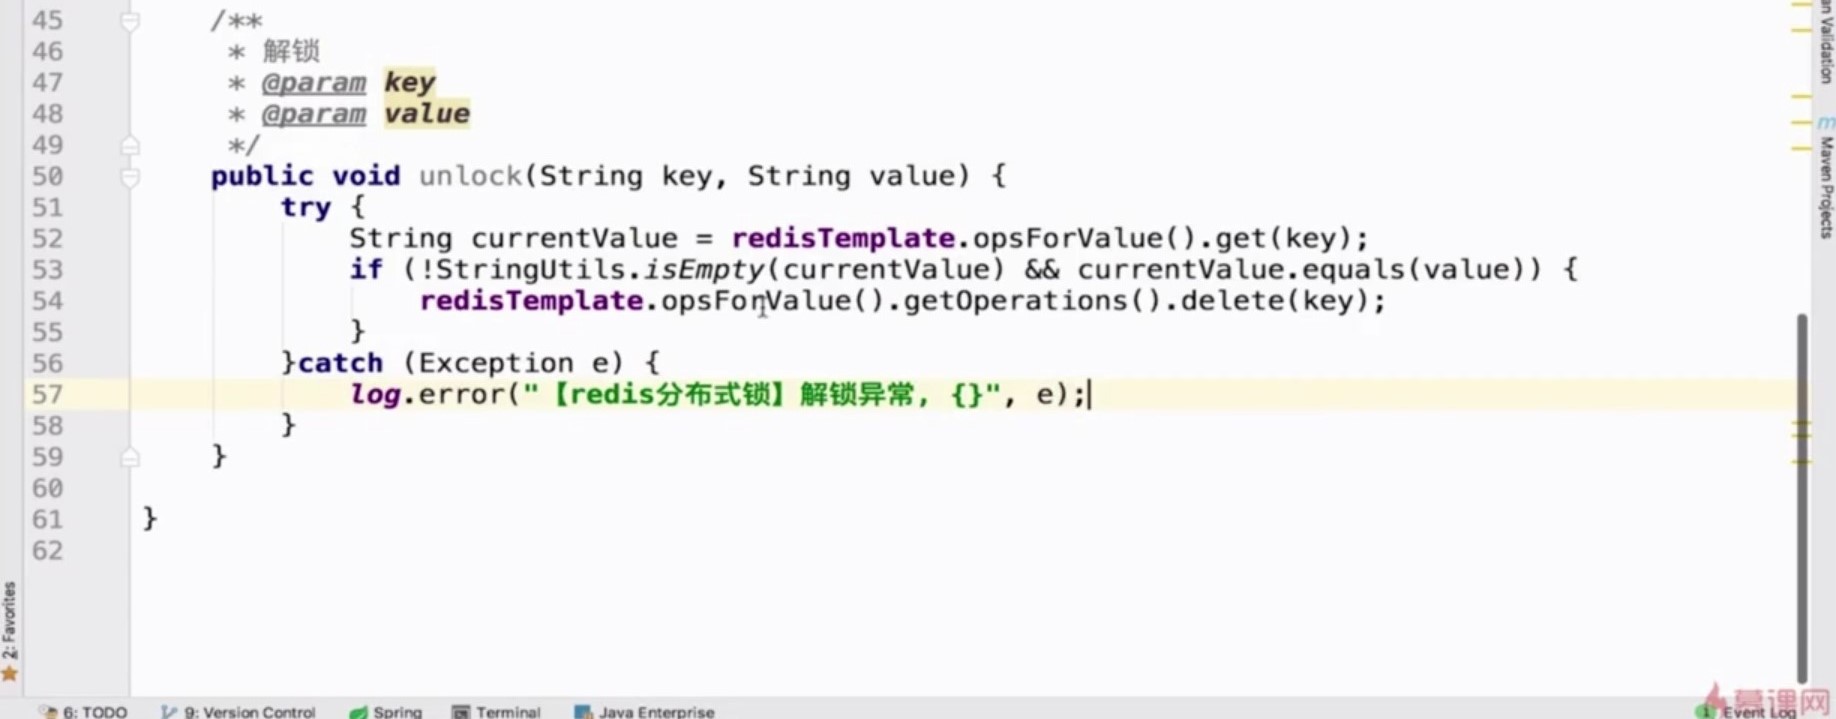 45 /**
46 * 解锁
47 * @param key
48 * @param value
49 */
50 public void unlock(String key, String value) {
51 try {
52 String currentValue = redisTemplate.opsForValue().get(key);
53 if (!StringUtils.isEmpty(currentValue) && currentValue.equals(value)) {
54 redisTemplate.opsForValue().getOperations().delete(key);
55 }
56 }catch (Exception e) {
57 log.error("【redis分布式锁】解锁异常, {}", e);
58 }
59 }
60
61 }
62
an Validation
m Maven Projects
2: Favorites
6: TODO 9: Version Control Spring Terminal Java Enterprise 1 Event Log
慕课网